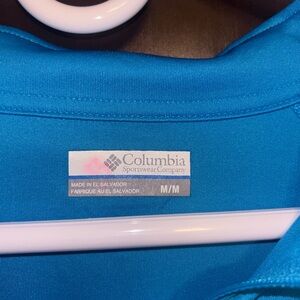 Columbia
Sportswear Company
MADE IN EL SALVADOR
FABRIQUÉ AU EL SALVADOR
M/M